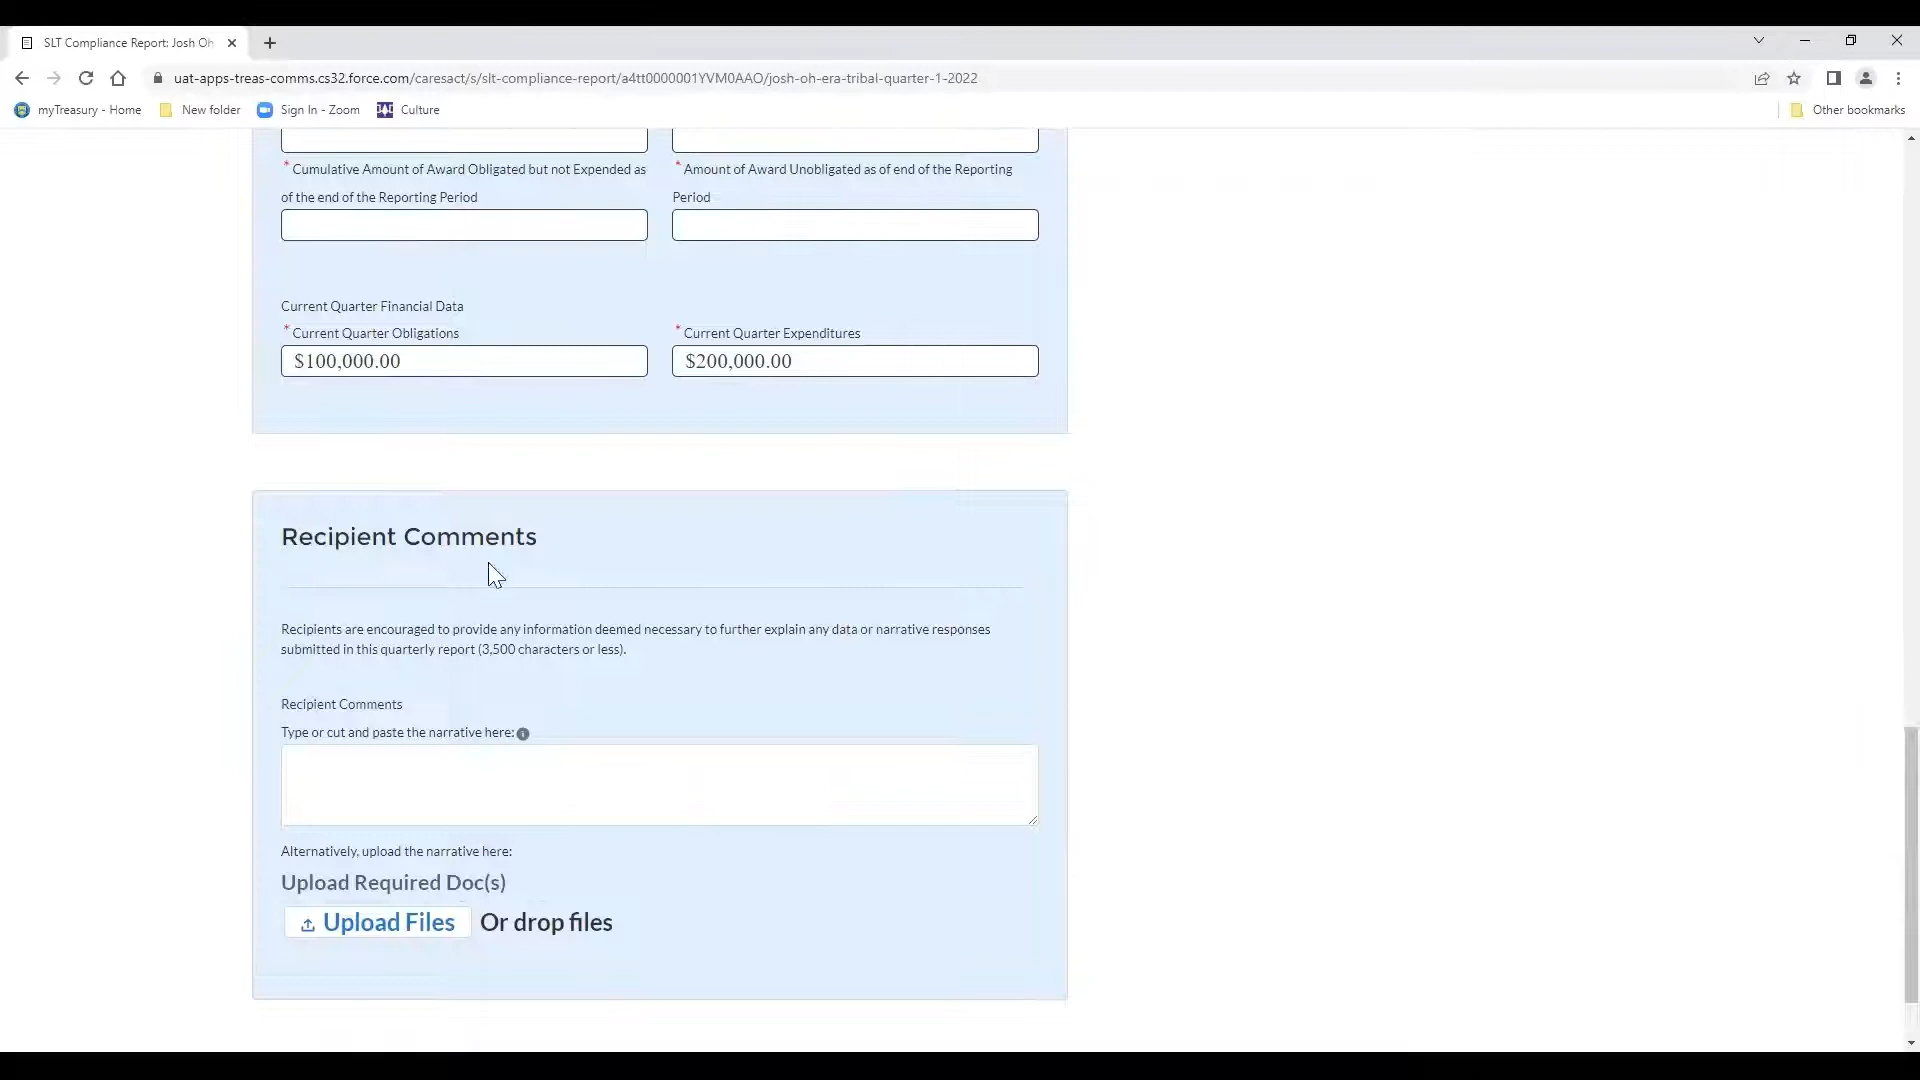 SLT Compliance Report: Josh Oh
uat-apps-treas-comms.cs32.force.com/caresact/s/slt-compliance-report/a4tt0000001YVM0AAO/josh-oh-era-tribal-quarter-1-2022
myTreasury - Home New folder Sign In - Zoom Culture Other bookmarks
* Cumulative Amount of Award Obligated but not Expended as
of the end of the Reporting Period
* Amount of Award Unobligated as of end of the Reporting
Period
Current Quarter Financial Data
* Current Quarter Obligations
$100,000.00
* Current Quarter Expenditures
$200,000.00
Recipient Comments
Recipients are encouraged to provide any information deemed necessary to further explain any data or narrative responses
submitted in this quarterly report (3,500 characters or less).
Recipient Comments
Type or cut and paste the narrative here:
Alternatively, upload the narrative here:
Upload Required Doc(s)
Upload Files Or drop files